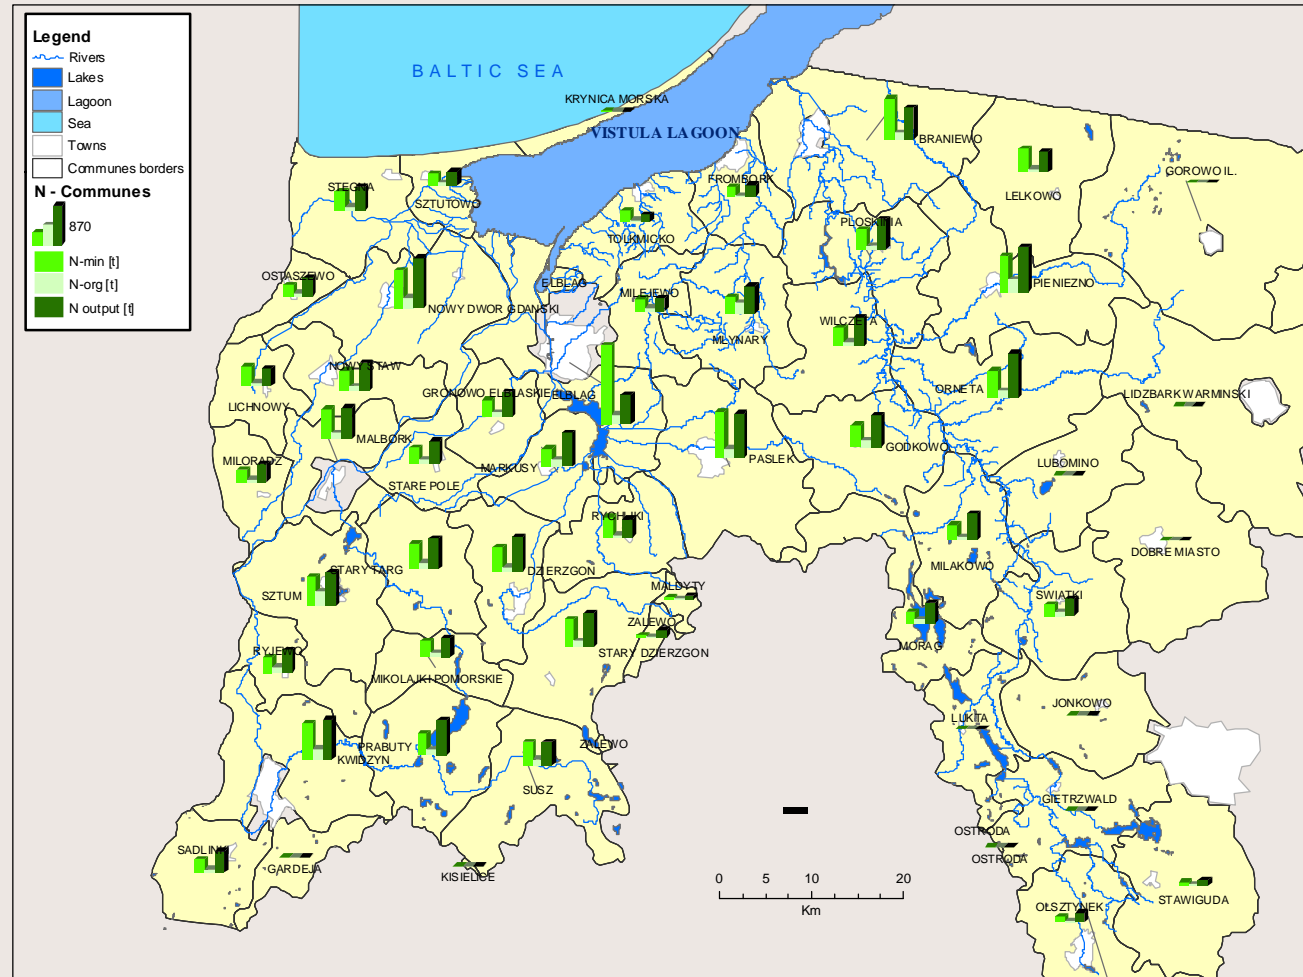 Legend
Rivers
Lakes
Lagoon
Sea
Towns
Communes borders
N - Communes
870
N-min [t]
N-org [t]
N output [t]
BALTIC SEA
KRYNICA MORSKA
VISTULA LAGOON
BRANIEWO
LELKOWO
GOROWO IL.
STEGNA
SZTUTOWO
FROMBORK
TOLKMICKO
PLOSKINIA
OSTASZEWO
NOWY DWOR GDANSKI
ELBLAG
MILEJEWO
MLYNARY
WILCZETA
PIENIEZNO
LICHNOWY
NOWY STAW
GRONOWO ELBLASKIE
ELBLAG
ORNETA
LIDZBARK WARMINSKI
MALBORK
MILORADZ
STARE POLE
MARKUSY
PASLEK
GODKOWO
LUBOMINO
RYCHLIKI
MILAKOWO
DOBRE MIASTO
STARY TARG
DZIERZGON
SZTUM
MALDYTY
ZALEWO
STARY DZIERZGON
MORAG
SWIATKI
RYJEWO
MIKOLAJKI POMORSKIE
JONKOWO
LUKTA
PRABUTY
KWIDZYN
ZALEWO
SUSZ
GIETRZWALD
OSTRODA
OSTRODA
SADLINKI
GARDEJA
KISIELICE
STAWIGUDA
OLSZTYNEK
0 5 10 20
Km